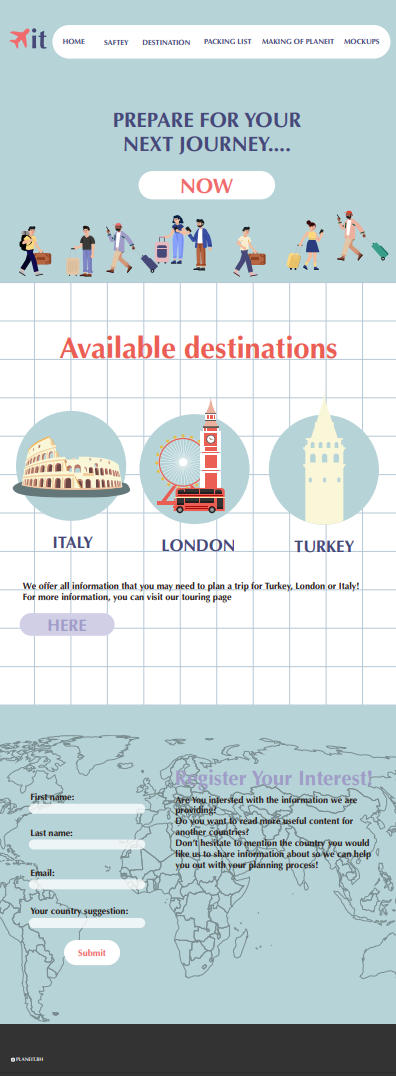 it
HOME SAFTEY DESTINATION PACKING LIST MAKING OF PLANEIT MOCKUPS
PREPARE FOR YOUR
NEXT JOURNEY....
NOW
Available destinations
ITALY LONDON TURKEY
We offer all information that you may need to plan a trip for Turkey, London or Italy!
For more information, you can visit our touring page
HERE
Register Your Interest!
Are You intersted with the information we are
providing?
Do you want to read more useful content for
another countries?
Don't hesitate to mention the country you would
like us to share information about so we can help
you out with your planning process!
First name:
Last name:
Email:
Your country suggestion:
Submit
PLANEIT.BH